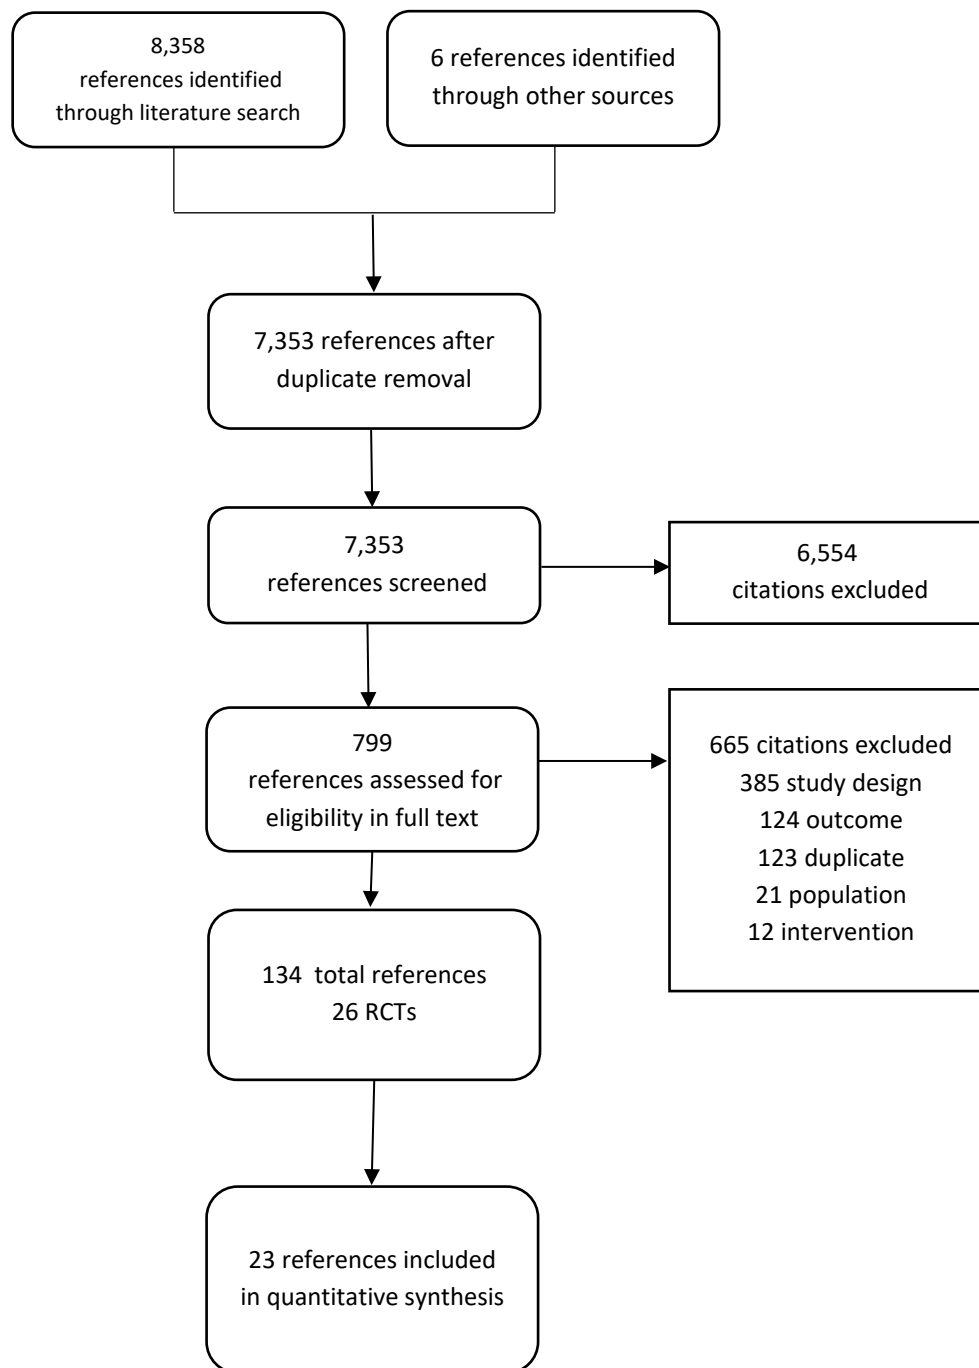 8,358
references identified
through literature search
6 references identified
through other sources
7,353 references after
duplicate removal
7,353
references screened
6,554
citations excluded
799
references assessed for
eligibility in full text
665 citations excluded
385 study design
124 outcome
123 duplicate
21 population
12 intervention
134 total references
26 RCTs
23 references included
in quantitative synthesis